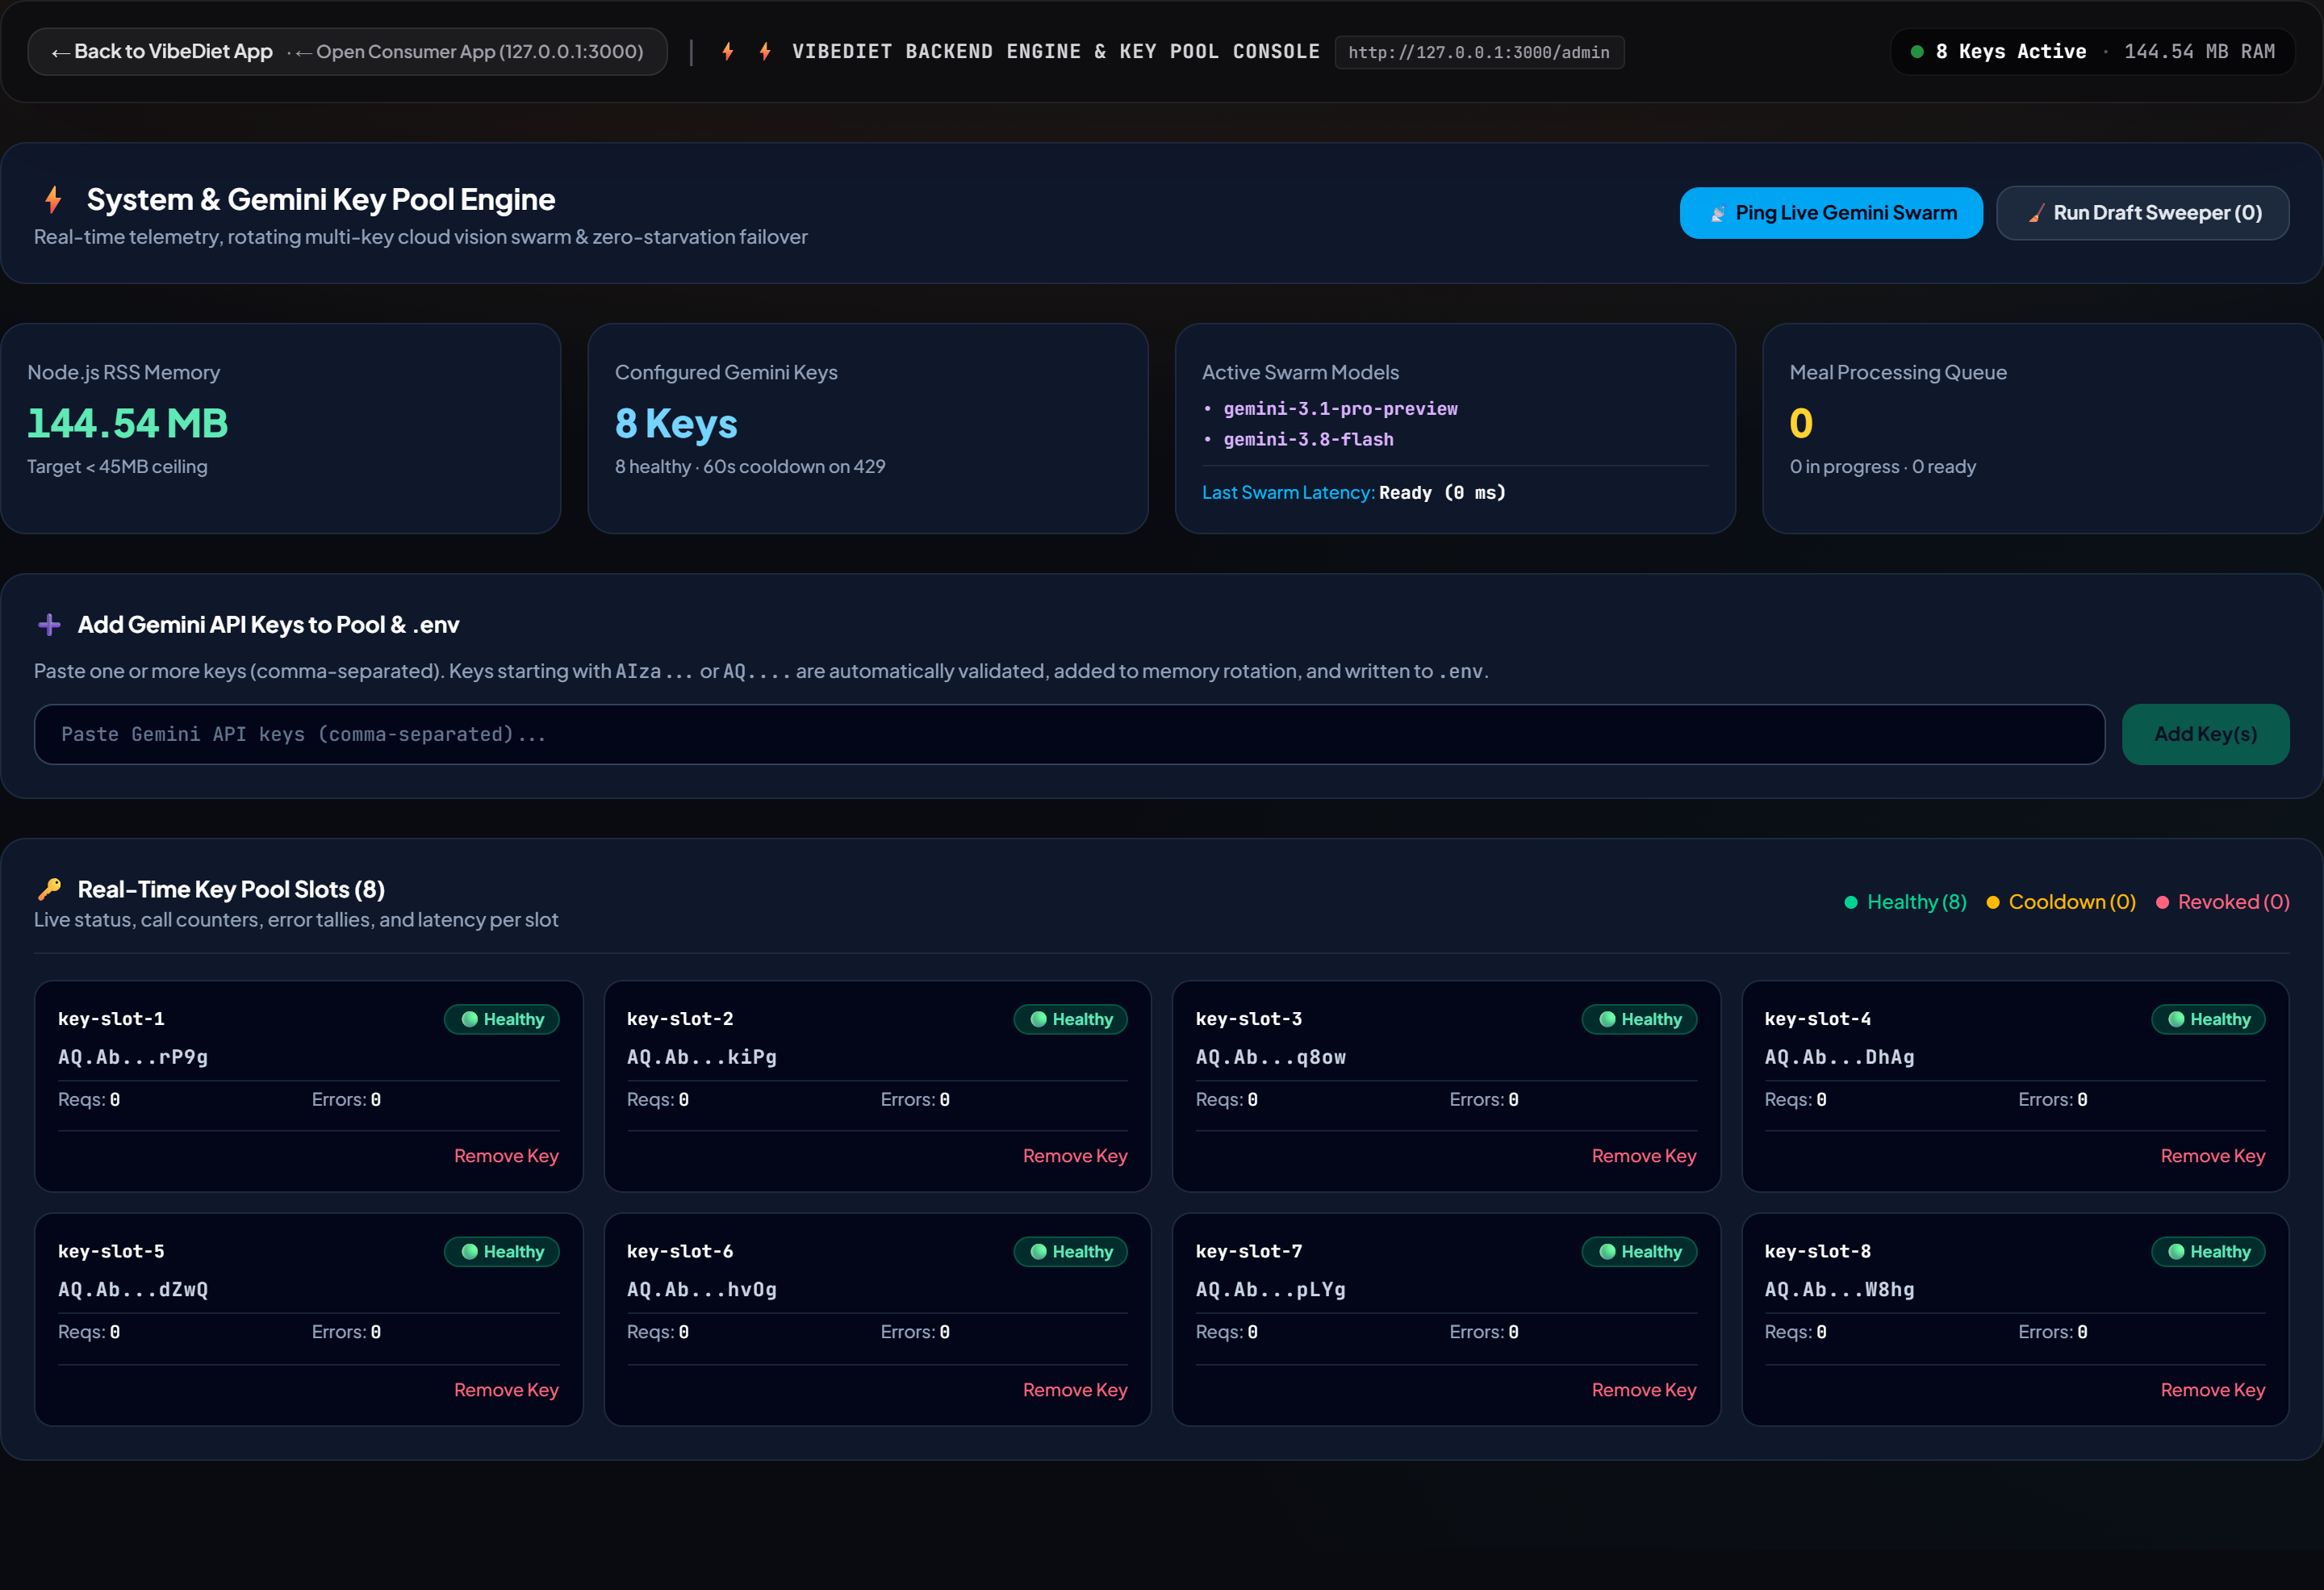 ← Back to VibeDiet App · ← Open Consumer App (127.0.0.1:3000) | VIBEDIET BACKEND ENGINE & KEY POOL CONSOLE http://127.0.0.1:3000/admin 8 Keys Active · 144.54 MB RAM
System & Gemini Key Pool Engine
Real-time telemetry, rotating multi-key cloud vision swarm & zero-starvation failover
Ping Live Gemini Swarm
Run Draft Sweeper (0)
Node.js RSS Memory
144.54 MB
Target < 45MB ceiling
Configured Gemini Keys
8 Keys
8 healthy · 60s cooldown on 429
Active Swarm Models
• gemini-3.1-pro-preview
• gemini-3.8-flash
Last Swarm Latency: Ready (0 ms)
Meal Processing Queue
0
0 in progress · 0 ready
Add Gemini API Keys to Pool & .env
Paste one or more keys (comma-separated). Keys starting with AIza... or AQ.... are automatically validated, added to memory rotation, and written to .env.
Paste Gemini API keys (comma-separated)...
Add Key(s)
Real-Time Key Pool Slots (8)
Live status, call counters, error tallies, and latency per slot
Healthy (8) Cooldown (0) Revoked (0)
key-slot-1 Healthy
AQ.Ab...rP9g
Reqs: 0 Errors: 0
Remove Key
key-slot-2 Healthy
AQ.Ab...kiPg
Reqs: 0 Errors: 0
Remove Key
key-slot-3 Healthy
AQ.Ab...q8ow
Reqs: 0 Errors: 0
Remove Key
key-slot-4 Healthy
AQ.Ab...DhAg
Reqs: 0 Errors: 0
Remove Key
key-slot-5 Healthy
AQ.Ab...dZwQ
Reqs: 0 Errors: 0
Remove Key
key-slot-6 Healthy
AQ.Ab...hvOg
Reqs: 0 Errors: 0
Remove Key
key-slot-7 Healthy
AQ.Ab...pLYg
Reqs: 0 Errors: 0
Remove Key
key-slot-8 Healthy
AQ.Ab...W8hg
Reqs: 0 Errors: 0
Remove Key